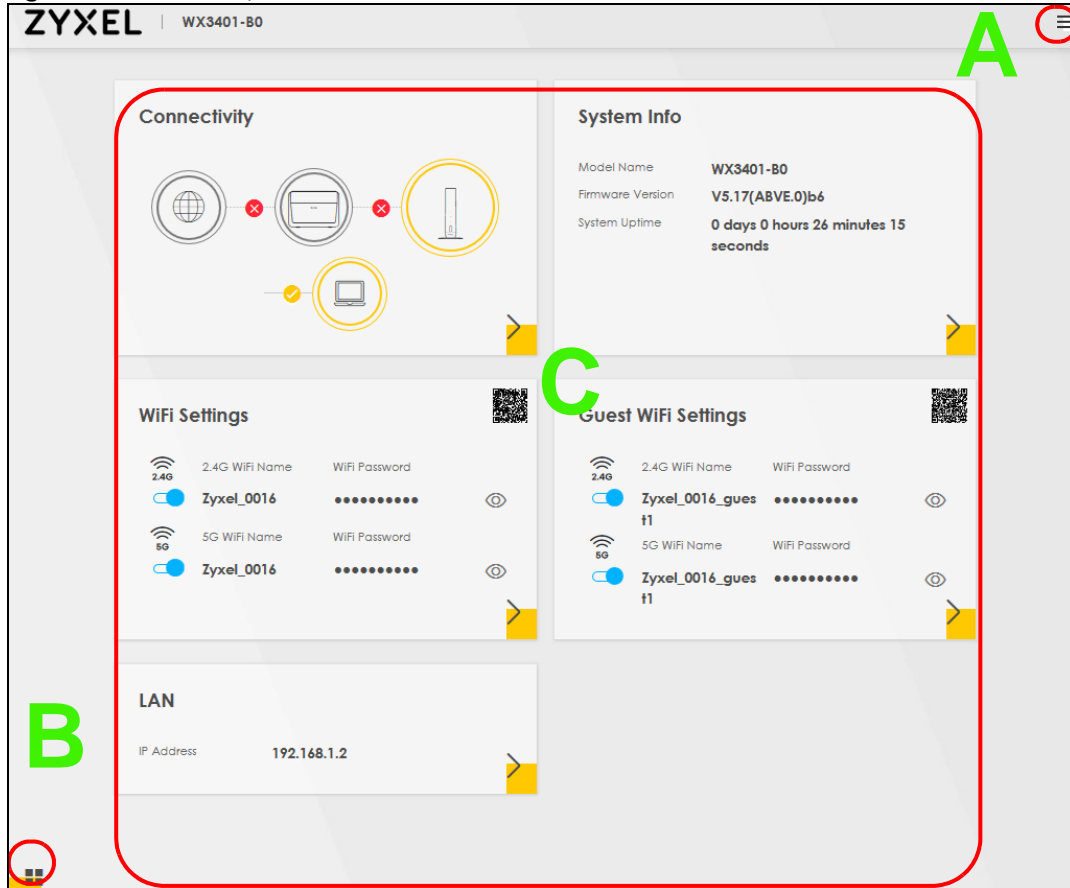 ZYXEL | WX3401-B0
A
Connectivity
System Info
Model Name WX3401-B0
Firmware Version V5.17(ABVE.0)b6
System Uptime 0 days 0 hours 26 minutes 15
seconds
C
WiFi Settings
2.4G 2.4G WiFi Name WiFi Password
Zyxel_0016 ●●●●●●●●●●
5G 5G WiFi Name WiFi Password
Zyxel_0016 ●●●●●●●●●●
Guest WiFi Settings
2.4G 2.4G WiFi Name WiFi Password
Zyxel_0016_gues ●●●●●●●●●●
t1
5G 5G WiFi Name WiFi Password
Zyxel_0016_gues ●●●●●●●●●●
t1
B
LAN
IP Address 192.168.1.2